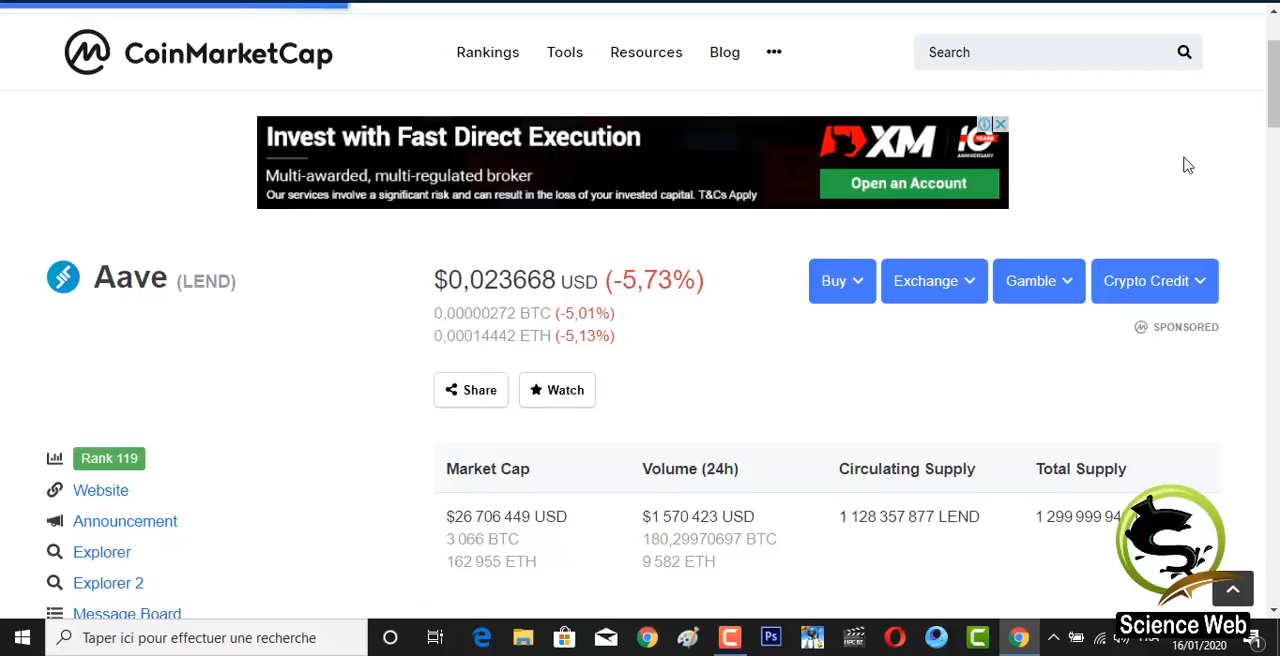 CoinMarketCap
Rankings Tools Resources Blog •••
Search
Invest with Fast Direct Execution
Multi-awarded, multi-regulated broker
Our services involve a significant risk and can result in the loss of your invested capital. T&Cs Apply
XM 10 YEARS ANNIVERSARY
Open an Account
Aave (LEND)
$0,023668 USD (-5,73%)
0,00000272 BTC (-5,01%)
0,00014442 ETH (-5,13%)
Buy Exchange Gamble Crypto Credit
SPONSORED
Share Watch
Rank 119
Website
Announcement
Explorer
Explorer 2
Message Board
Market Cap Volume (24h) Circulating Supply Total Supply
$26 706 449 USD $1 570 423 USD 1 128 357 877 LEND 1 299 999 94
3 066 BTC 180,29970697 BTC
162 955 ETH 9 582 ETH
Science Web
Taper ici pour effectuer une recherche
16/01/2020